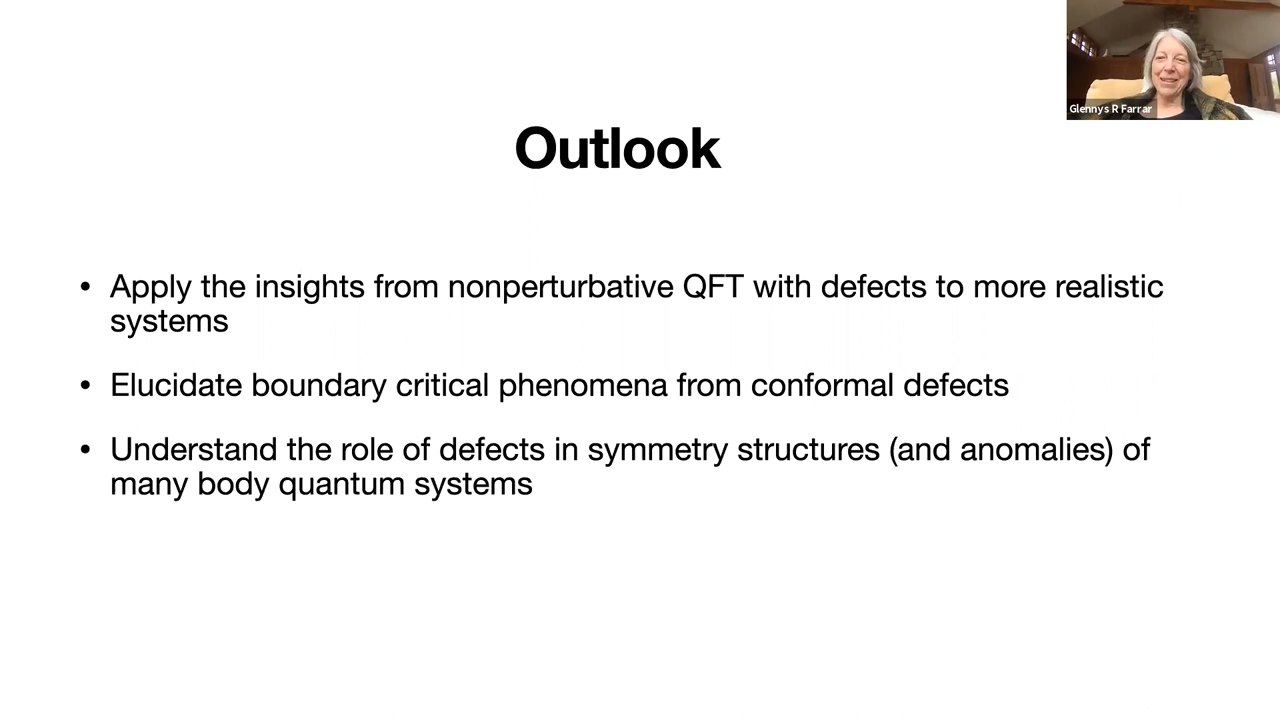 Glennys R Farrar
Outlook
• Apply the insights from nonperturbative QFT with defects to more realistic
systems
• Elucidate boundary critical phenomena from conformal defects
• Understand the role of defects in symmetry structures (and anomalies) of
many body quantum systems